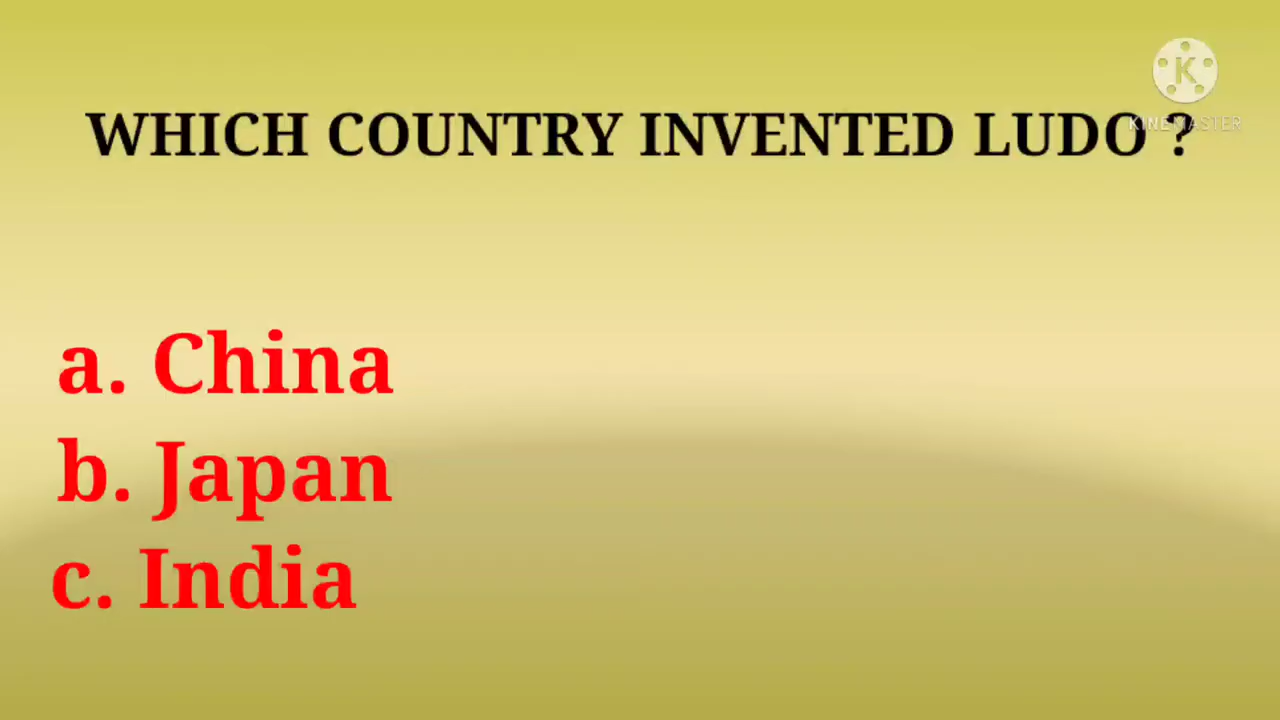 WHICH COUNTRY INVENTED LUDO ?
K
KINEMASTER
a. China
b. Japan
c. India